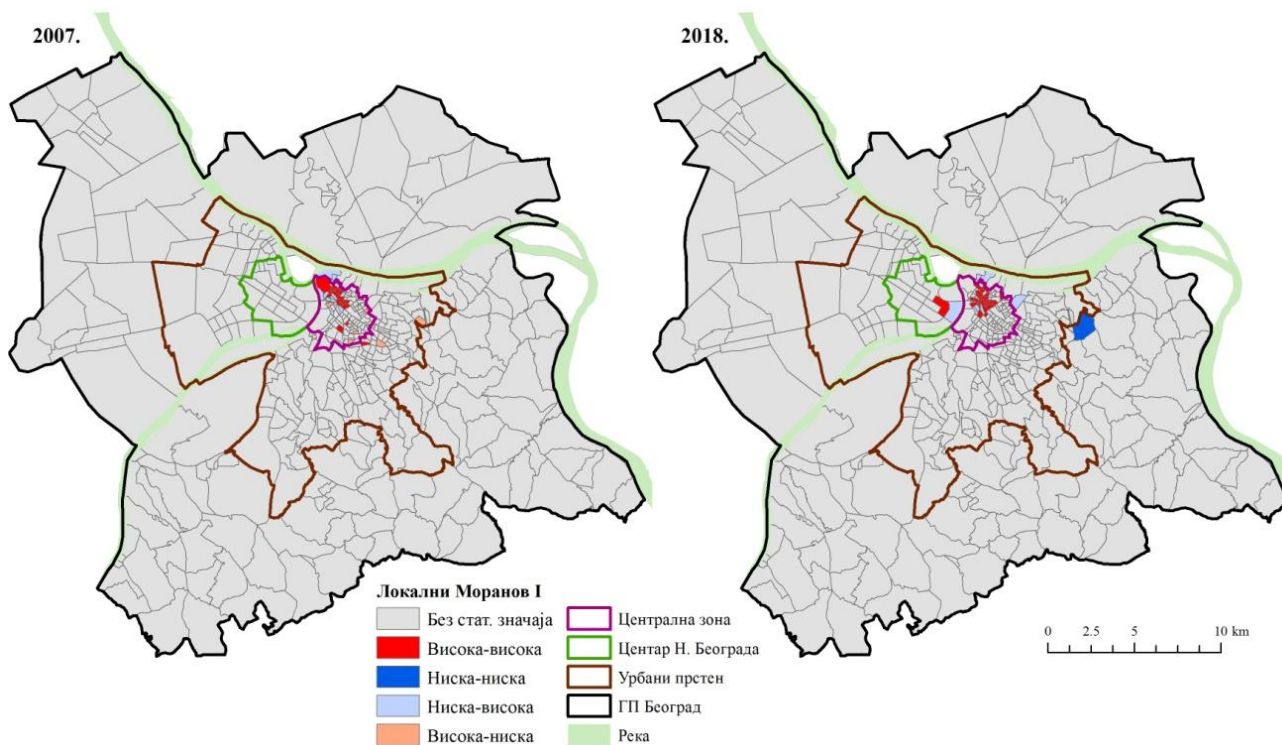 2007.
2018.
Локални Моранов I
Без стат. значаја
Висока-висока
Ниска-ниска
Ниска-висока
Висока-ниска
Централна зона
Центар Н. Београда
Урбани прстен
ГП Београд
Река
0 2.5 5 10 km